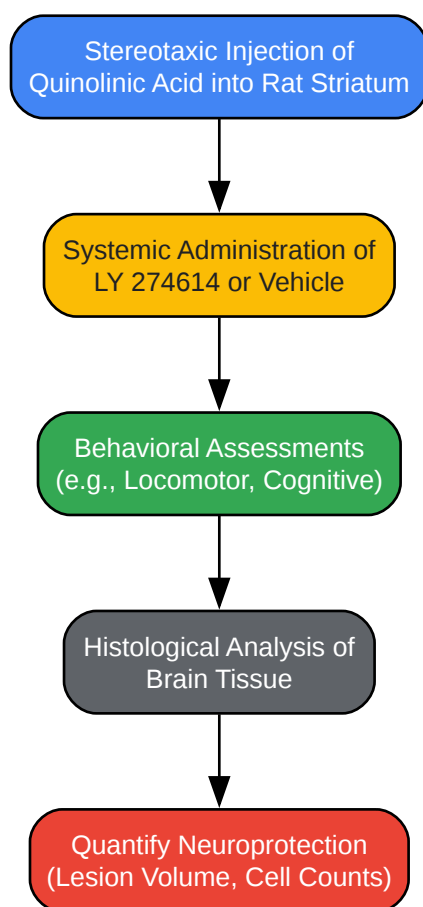 Stereotaxic Injection of
Quinolinic Acid into Rat Striatum
Systemic Administration of
LY 274614 or Vehicle
Behavioral Assessments
(e.g., Locomotor, Cognitive)
Histological Analysis of
Brain Tissue
Quantify Neuroprotection
(Lesion Volume, Cell Counts)